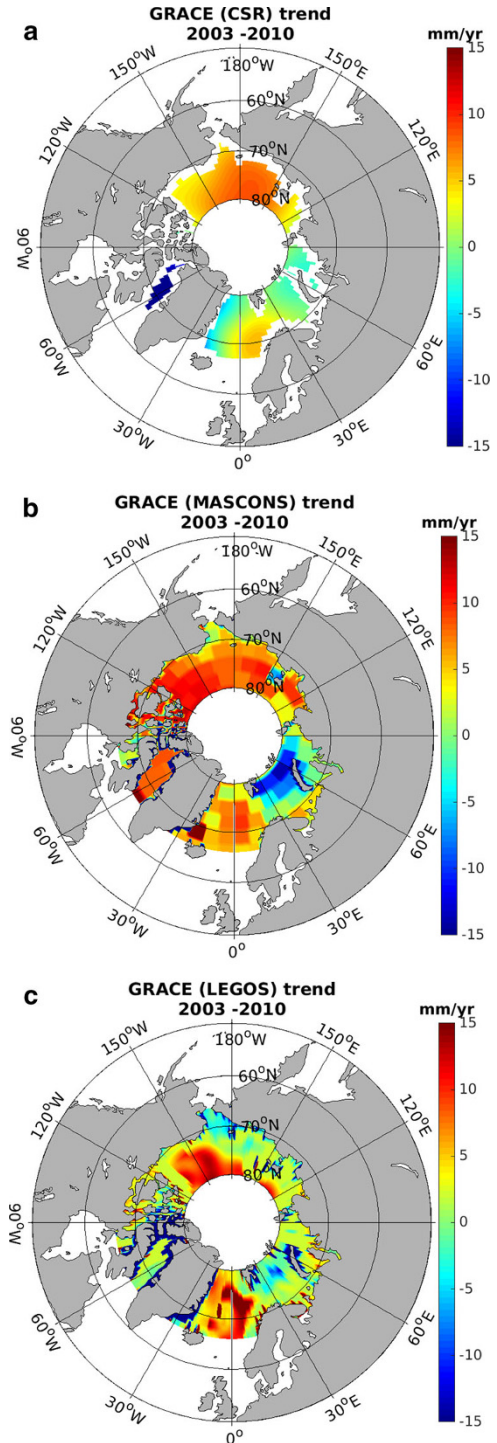 a
GRACE (CSR) trend
2003 -2010
mm/yr
180°W
150°W
150°E
60°N
120°W
120°E
70°N
80°N
90°W
60°W
60°E
30°W
30°E
0°
15
10
5
0
-5
-10
-15
b
GRACE (MASCONS) trend
2003 -2010
mm/yr
180°W
150°W
150°E
60°N
120°W
120°E
70°N
80°N
90°W
60°W
60°E
30°W
30°E
0°
15
10
5
0
-5
-10
-15
c
GRACE (LEGOS) trend
2003 -2010
mm/yr
180°W
150°W
150°E
60°N
120°W
120°E
70°N
80°N
90°W
60°W
60°E
30°W
30°E
0°
15
10
5
0
-5
-10
-15